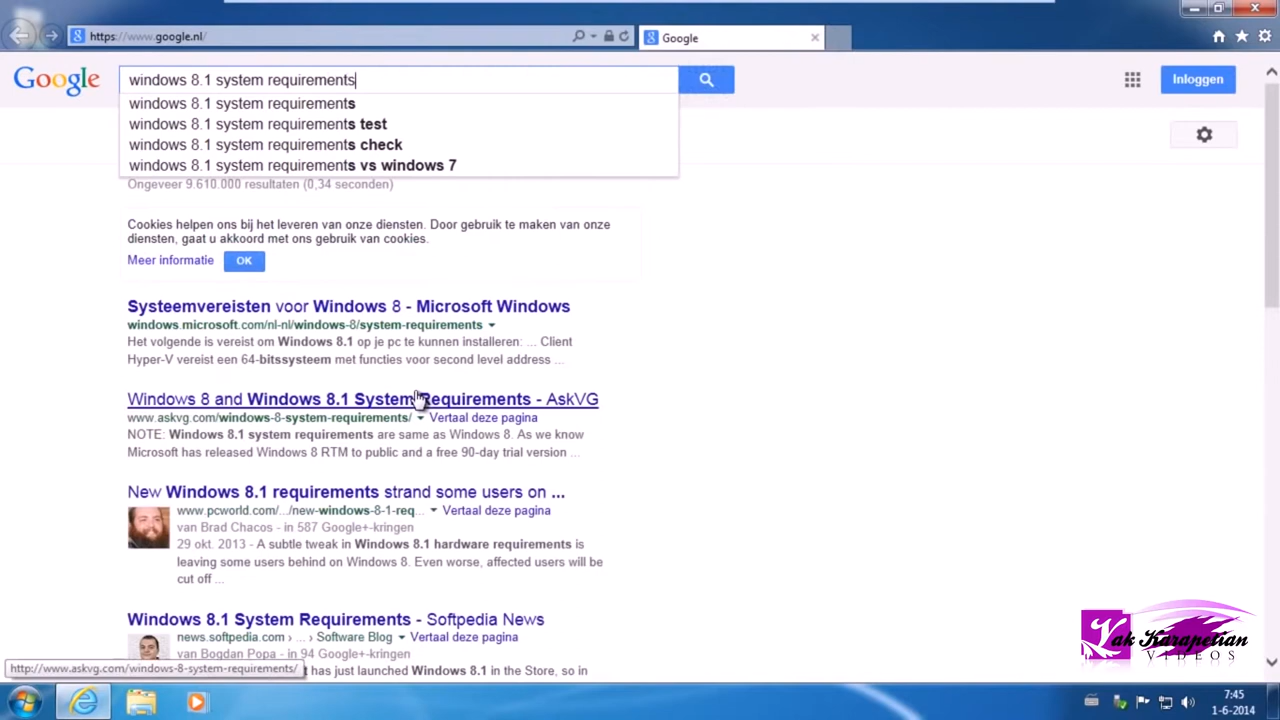 https://www.google.nl/
Google
Google
windows 8.1 system requirements
Inloggen
windows 8.1 system requirements
windows 8.1 system requirements test
windows 8.1 system requirements check
windows 8.1 system requirements vs windows 7
Ongeveer 9.610.000 resultaten (0,34 seconden)
Cookies helpen ons bij het leveren van onze diensten. Door gebruik te maken van onze
diensten, gaat u akkoord met ons gebruik van cookies.
Meer informatie
OK
Systeemvereisten voor Windows 8 - Microsoft Windows
windows.microsoft.com/nl-nl/windows-8/system-requirements
Het volgende is vereist om Windows 8.1 op je pc te kunnen installeren: ... Client
Hyper-V vereist een 64-bitssysteem met functies voor second level address ...
Windows 8 and Windows 8.1 System Requirements - AskVG
www.askvg.com/windows-8-system-requirements/ Vertaal deze pagina
NOTE: Windows 8.1 system requirements are same as Windows 8. As we know
Microsoft has released Windows 8 RTM to public and a free 90-day trial version ...
New Windows 8.1 requirements strand some users on ...
www.pcworld.com/.../new-windows-8-1-req... Vertaal deze pagina
van Brad Chacos - in 587 Google+-kringen
29 okt. 2013 - A subtle tweak in Windows 8.1 hardware requirements is
leaving some users behind on Windows 8. Even worse, affected users will be
cut off ...
Windows 8.1 System Requirements - Softpedia News
news.softpedia.com › ... › Software Blog Vertaal deze pagina
van Bogdan Popa - in 94 Google+-kringen
http://www.askvg.com/windows-8-system-requirements/
has just launched Windows 8.1 in the Store, so in
Yak Karapetian
VIDEOS
7:45
1-6-2014